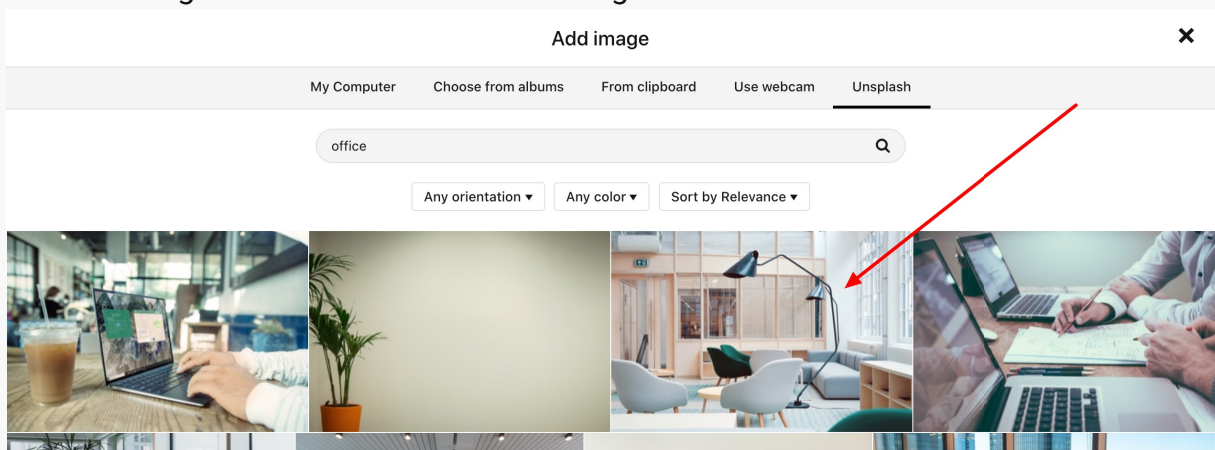 Add image
My Computer Choose from albums From clipboard Use webcam Unsplash
office
Any orientation ▾ Any color ▾ Sort by Relevance ▾